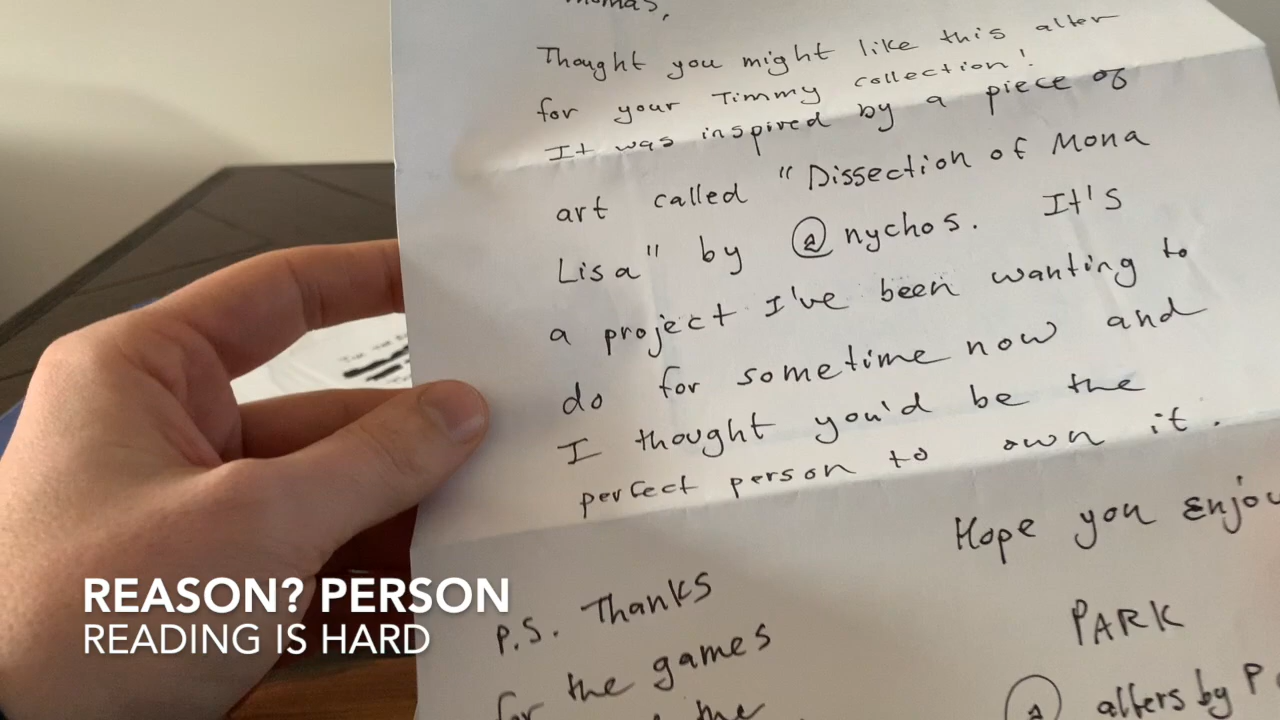 Thomas,
Thought you might like this alter
for your Timmy collection!
It was inspired by a piece of
art called "Dissection of Mona
Lisa" by @nychos. It's
a project I've been wanting to
do for sometime now and
I thought you'd be the
perfect person to own it.
Hope you enjoy
P.S. Thanks
for the games
the
PARK
@ alters by P
REASON? PERSON
READING IS HARD